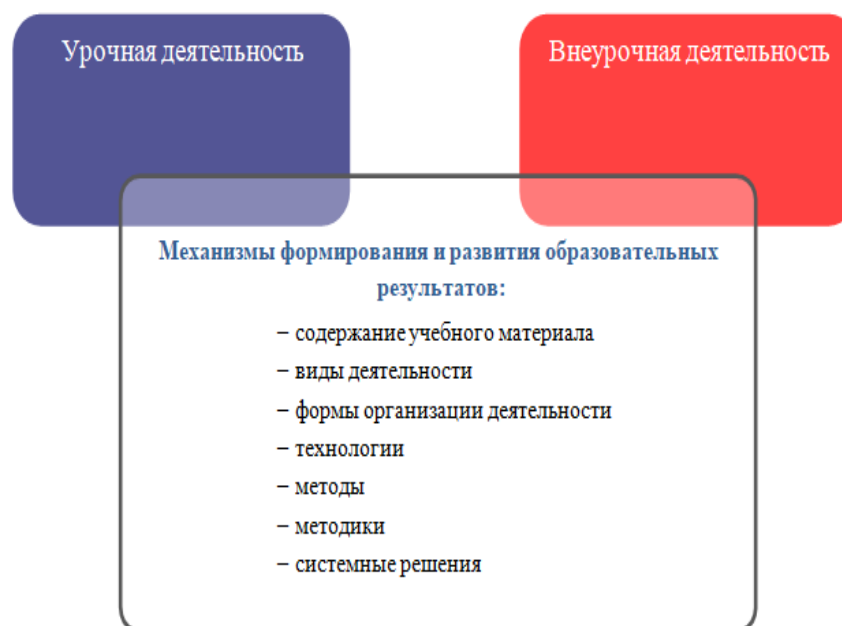 Урочная деятельность
Внеурочная деятельность
Механизмы формирования и развития образовательных
результатов:
− содержание учебного материала
− виды деятельности
− формы организации деятельности
− технологии
− методы
− методики
− системные решения